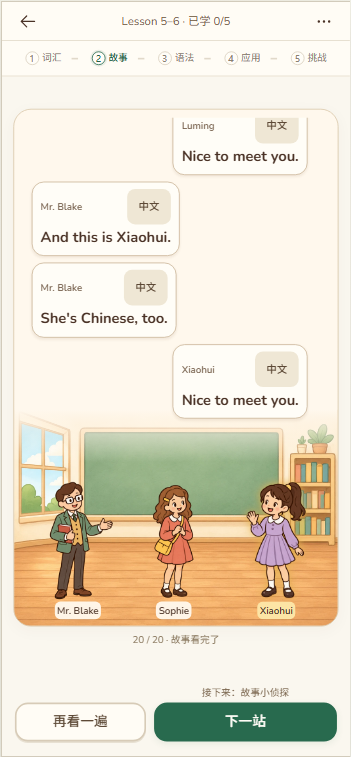 Lesson 5-6 · 已学 0/5
1 词汇 – 2 故事 – 3 语法 – 4 应用 – 5 挑战
Luming 中文
Nice to meet you.
Mr. Blake 中文
And this is Xiaohui.
Mr. Blake 中文
She's Chinese, too.
Xiaohui 中文
Nice to meet you.
Mr. Blake Sophie Xiaohui
20 / 20 · 故事看完了
接下来：故事小侦探
再看一遍 下一站